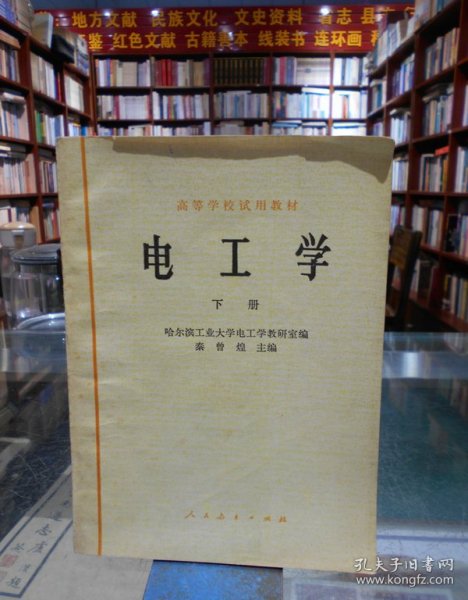 地方文献 民族文化 文史资料 省志 县志
鉴 红色文献 古籍善本 线装书 连环画
高等学校试用教材
电工学
下册
哈尔滨工业大学电工学教研室编
秦曾煌 主编
人民教育出版社
孔夫子旧书网
www.kongfz.com